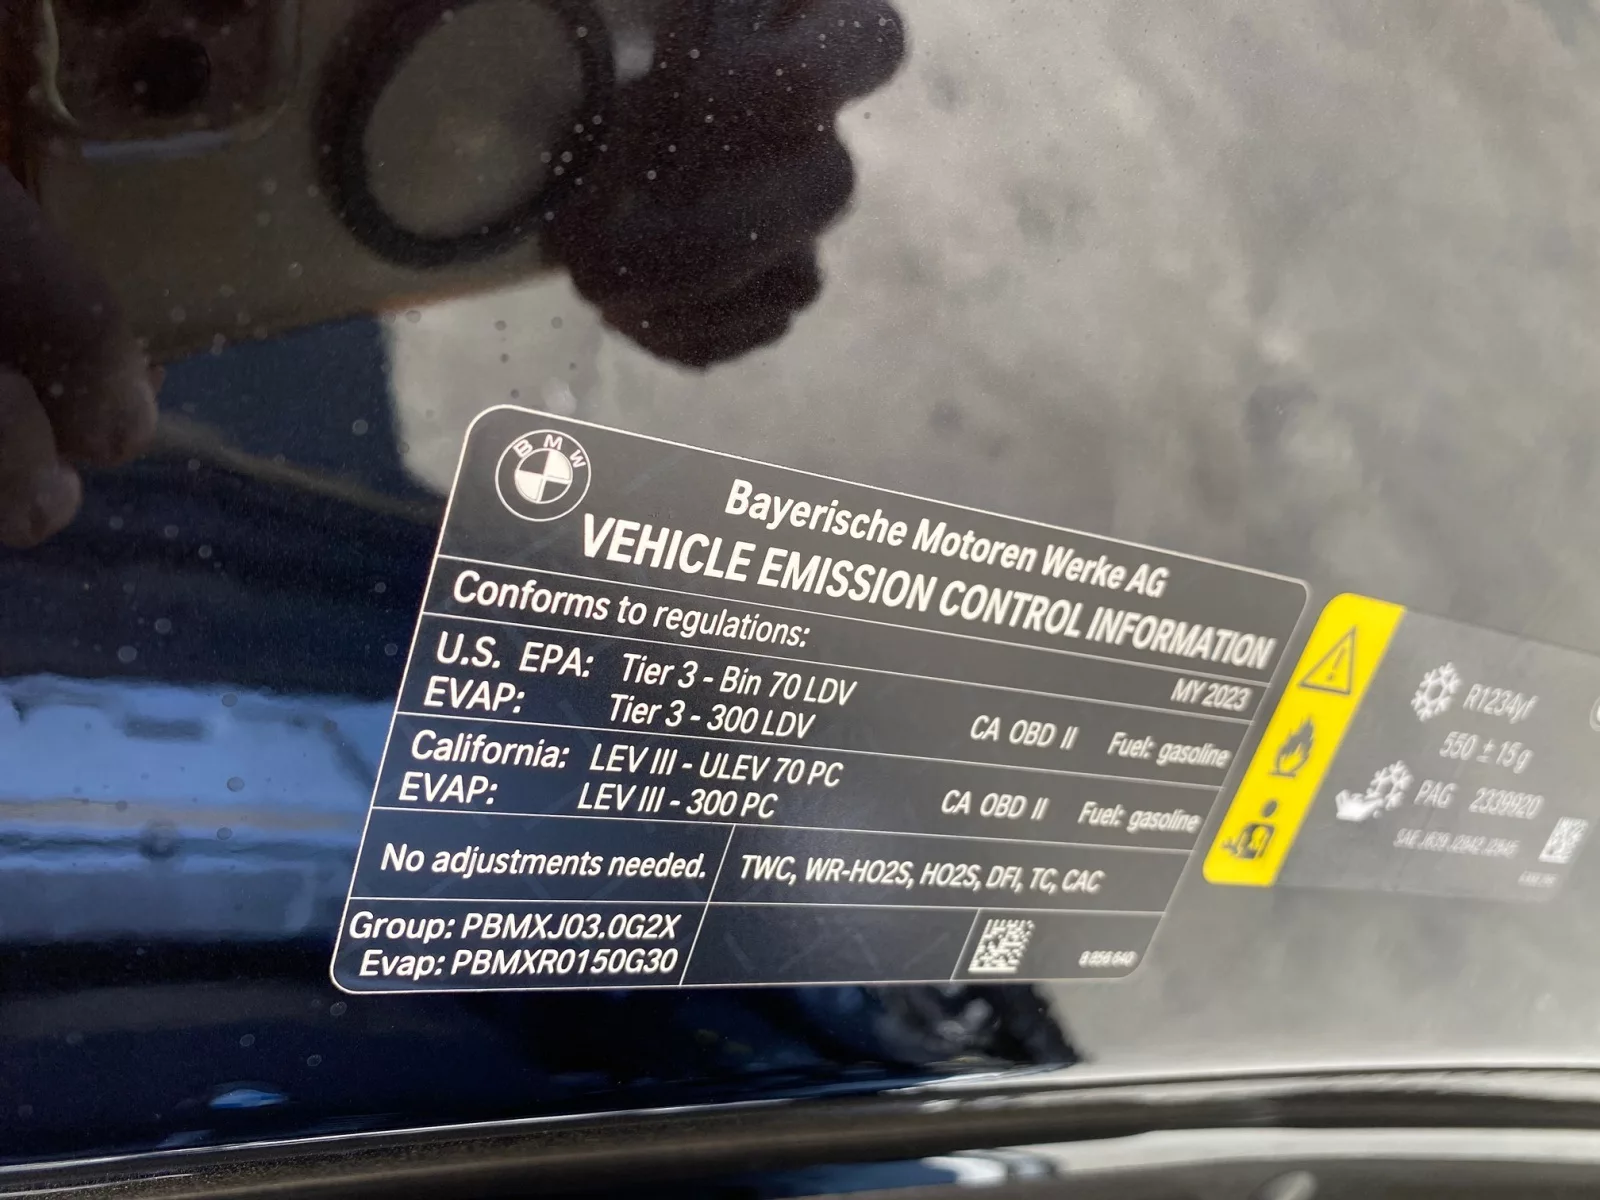 BMW
Bayerische Motoren Werke AG
VEHICLE EMISSION CONTROL INFORMATION
Conforms to regulations:
MY 2023
U.S. EPA: Tier 3 - Bin 70 LDV
EVAP: Tier 3 - 300 LDV
CA OBD II Fuel: gasoline
California: LEV III - ULEV 70 PC
EVAP: LEV III - 300 PC
CA OBD II Fuel: gasoline
No adjustments needed.
TWC, WR-HO2S, HO2S, DFI, TC, CAC
Group: PBMXJ03.0G2X
Evap: PBMXR0150G30
R1234yf
550 ± 15 g
PAG 2339920
SAE J639